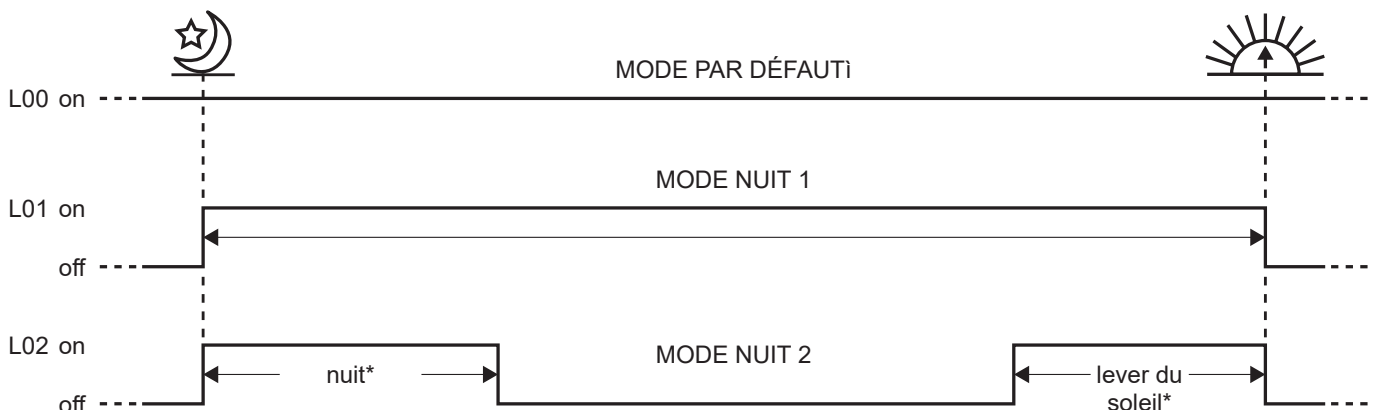 MODE PAR DÉFAUTì
L00 on
MODE NUIT 1
L01 on
off
L02 on
MODE NUIT 2
nuit*
lever du
soleil*
off